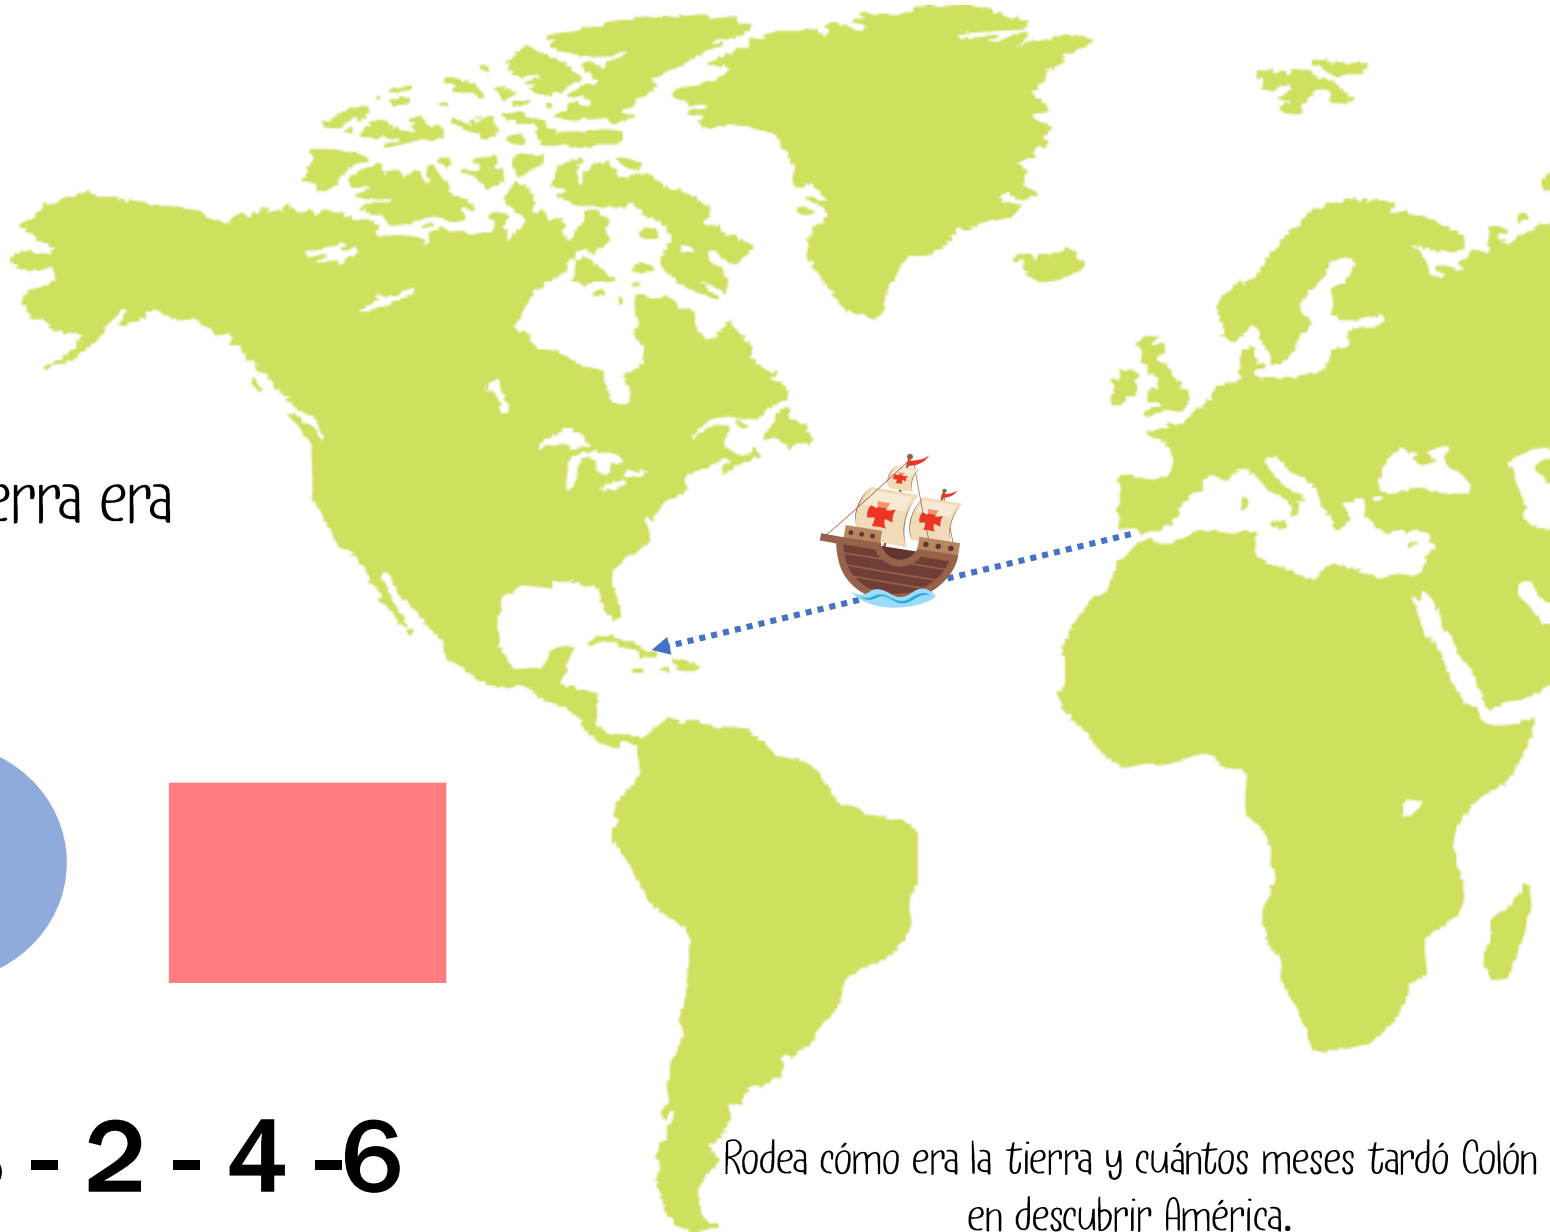 erra era
- 2 - 4 -6
Rodea cómo era la tierra y cuántos meses tardó Colón
en descubrir América.